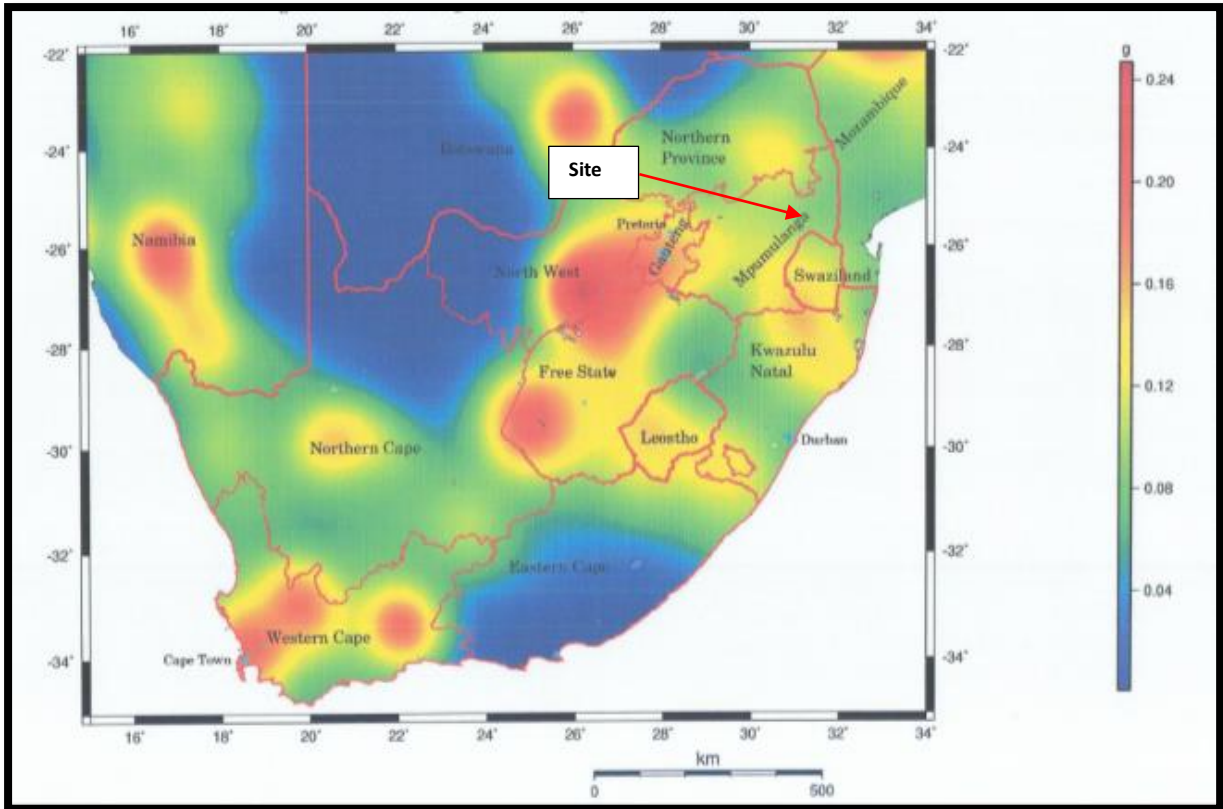 16° 18° 20° 22° 24° 26° 28° 30° 32° 34°
-22° -22°
g
0.24
Mozambique
Northern
Province
Botswana
-24° -24°
Site
0.20
Pretoria
Gauteng
Mpumulanga
Namibia
-26° -26°
North West
Swaziland
0.16
-28° -28°
Kwazulu
Natal
Free State
0.12
Leostho
Durban
Northern Cape
-30° -30°
0.08
-32° -32°
Eastern Cape
0.04
Western Cape
Cape Town
-34° -34°
16° 18° 20° 22° 24° 26° 28° 30° 32° 34°
km
0 500